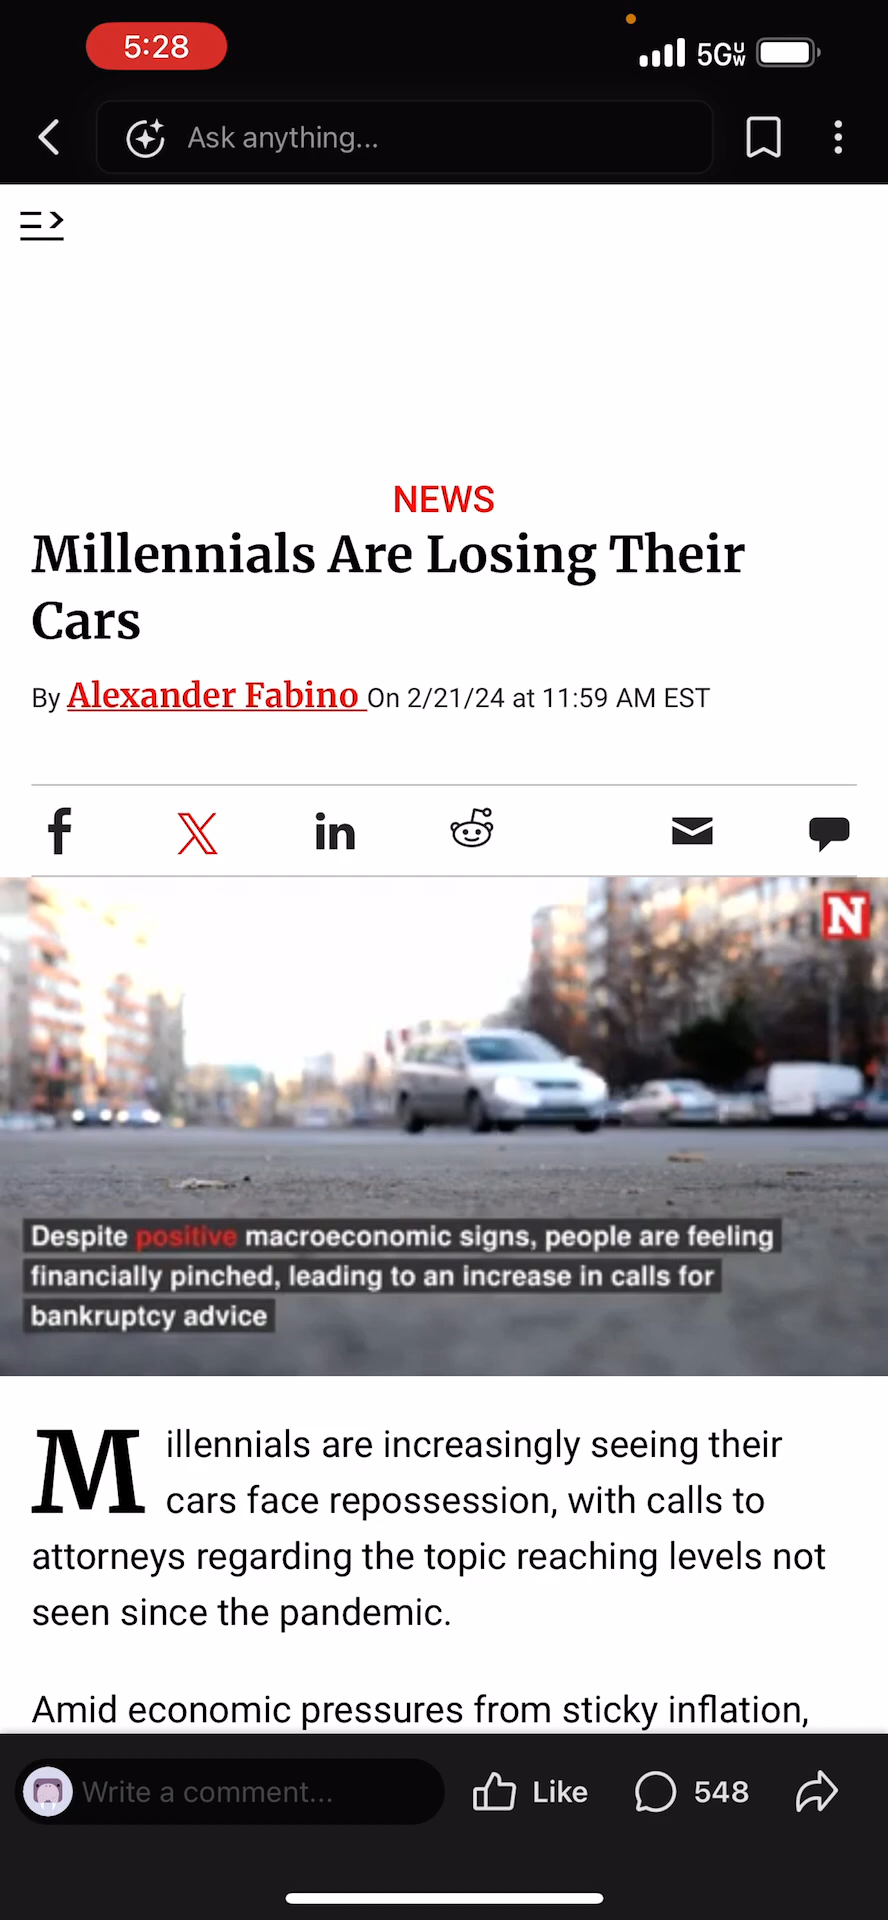 5:28
5GUW
Ask anything...
NEWS
Millennials Are Losing Their
Cars
By Alexander Fabino On 2/21/24 at 11:59 AM EST
f X in
N
Despite positive macroeconomic signs, people are feeling
financially pinched, leading to an increase in calls for
bankruptcy advice
Millennials are increasingly seeing their
cars face repossession, with calls to
attorneys regarding the topic reaching levels not
seen since the pandemic.
Amid economic pressures from sticky inflation,
Write a comment... Like 548